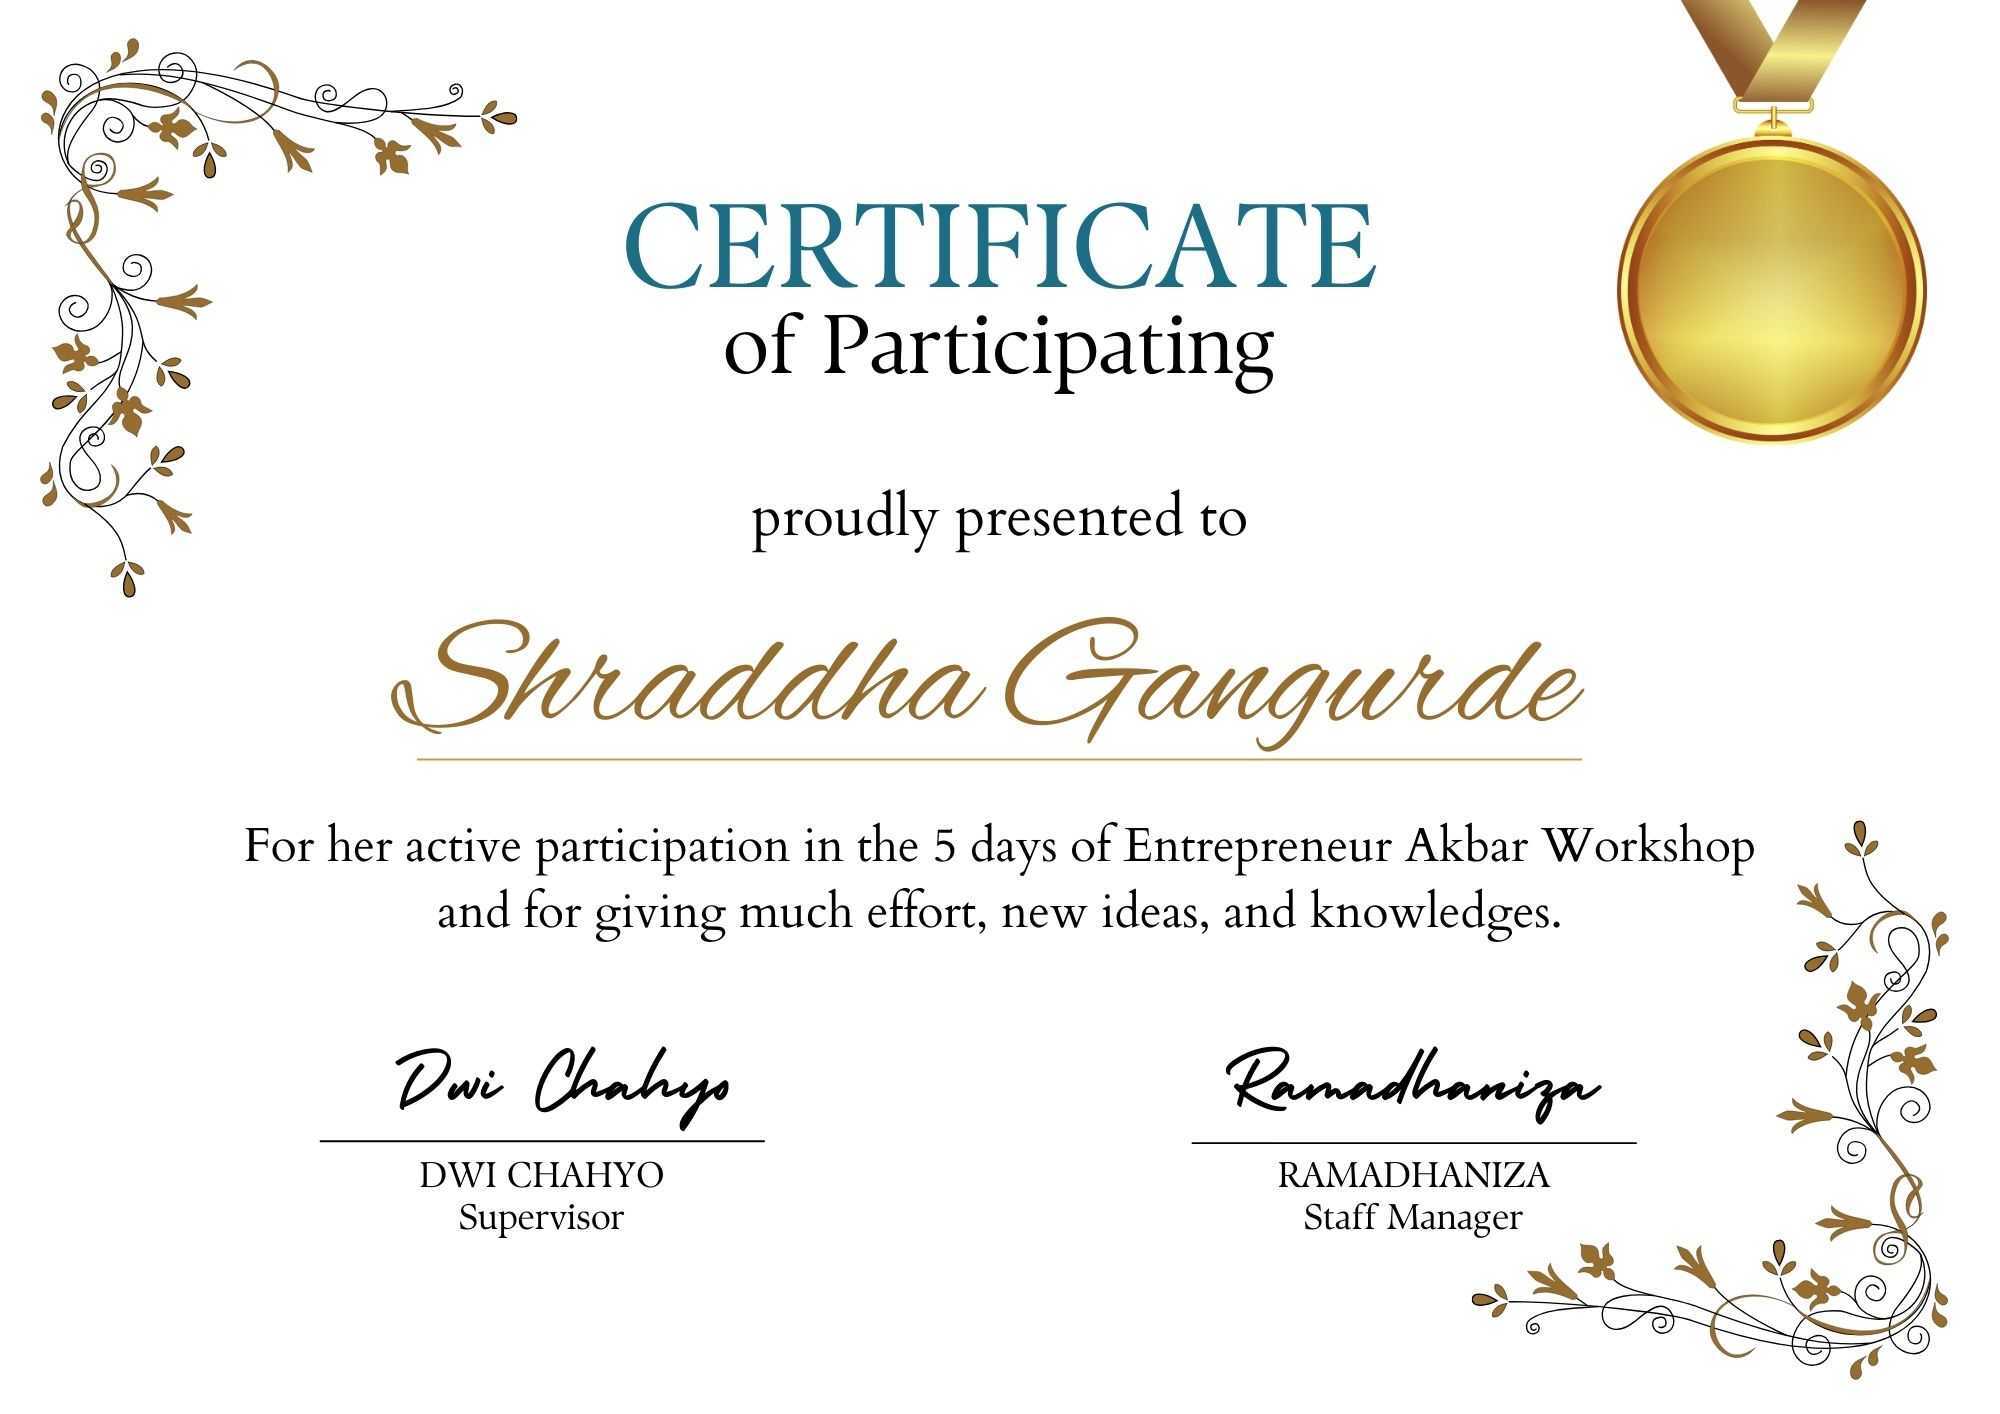 CERTIFICATE
of Participating
proudly presented to
Shraddha Gangurde
For her active participation in the 5 days of Entrepreneur Akbar Workshop
and for giving much effort, new ideas, and knowledges.
Dwi Chahyo
Ramadhaniza
DWI CHAHYO
Supervisor
RAMADHANIZA
Staff Manager